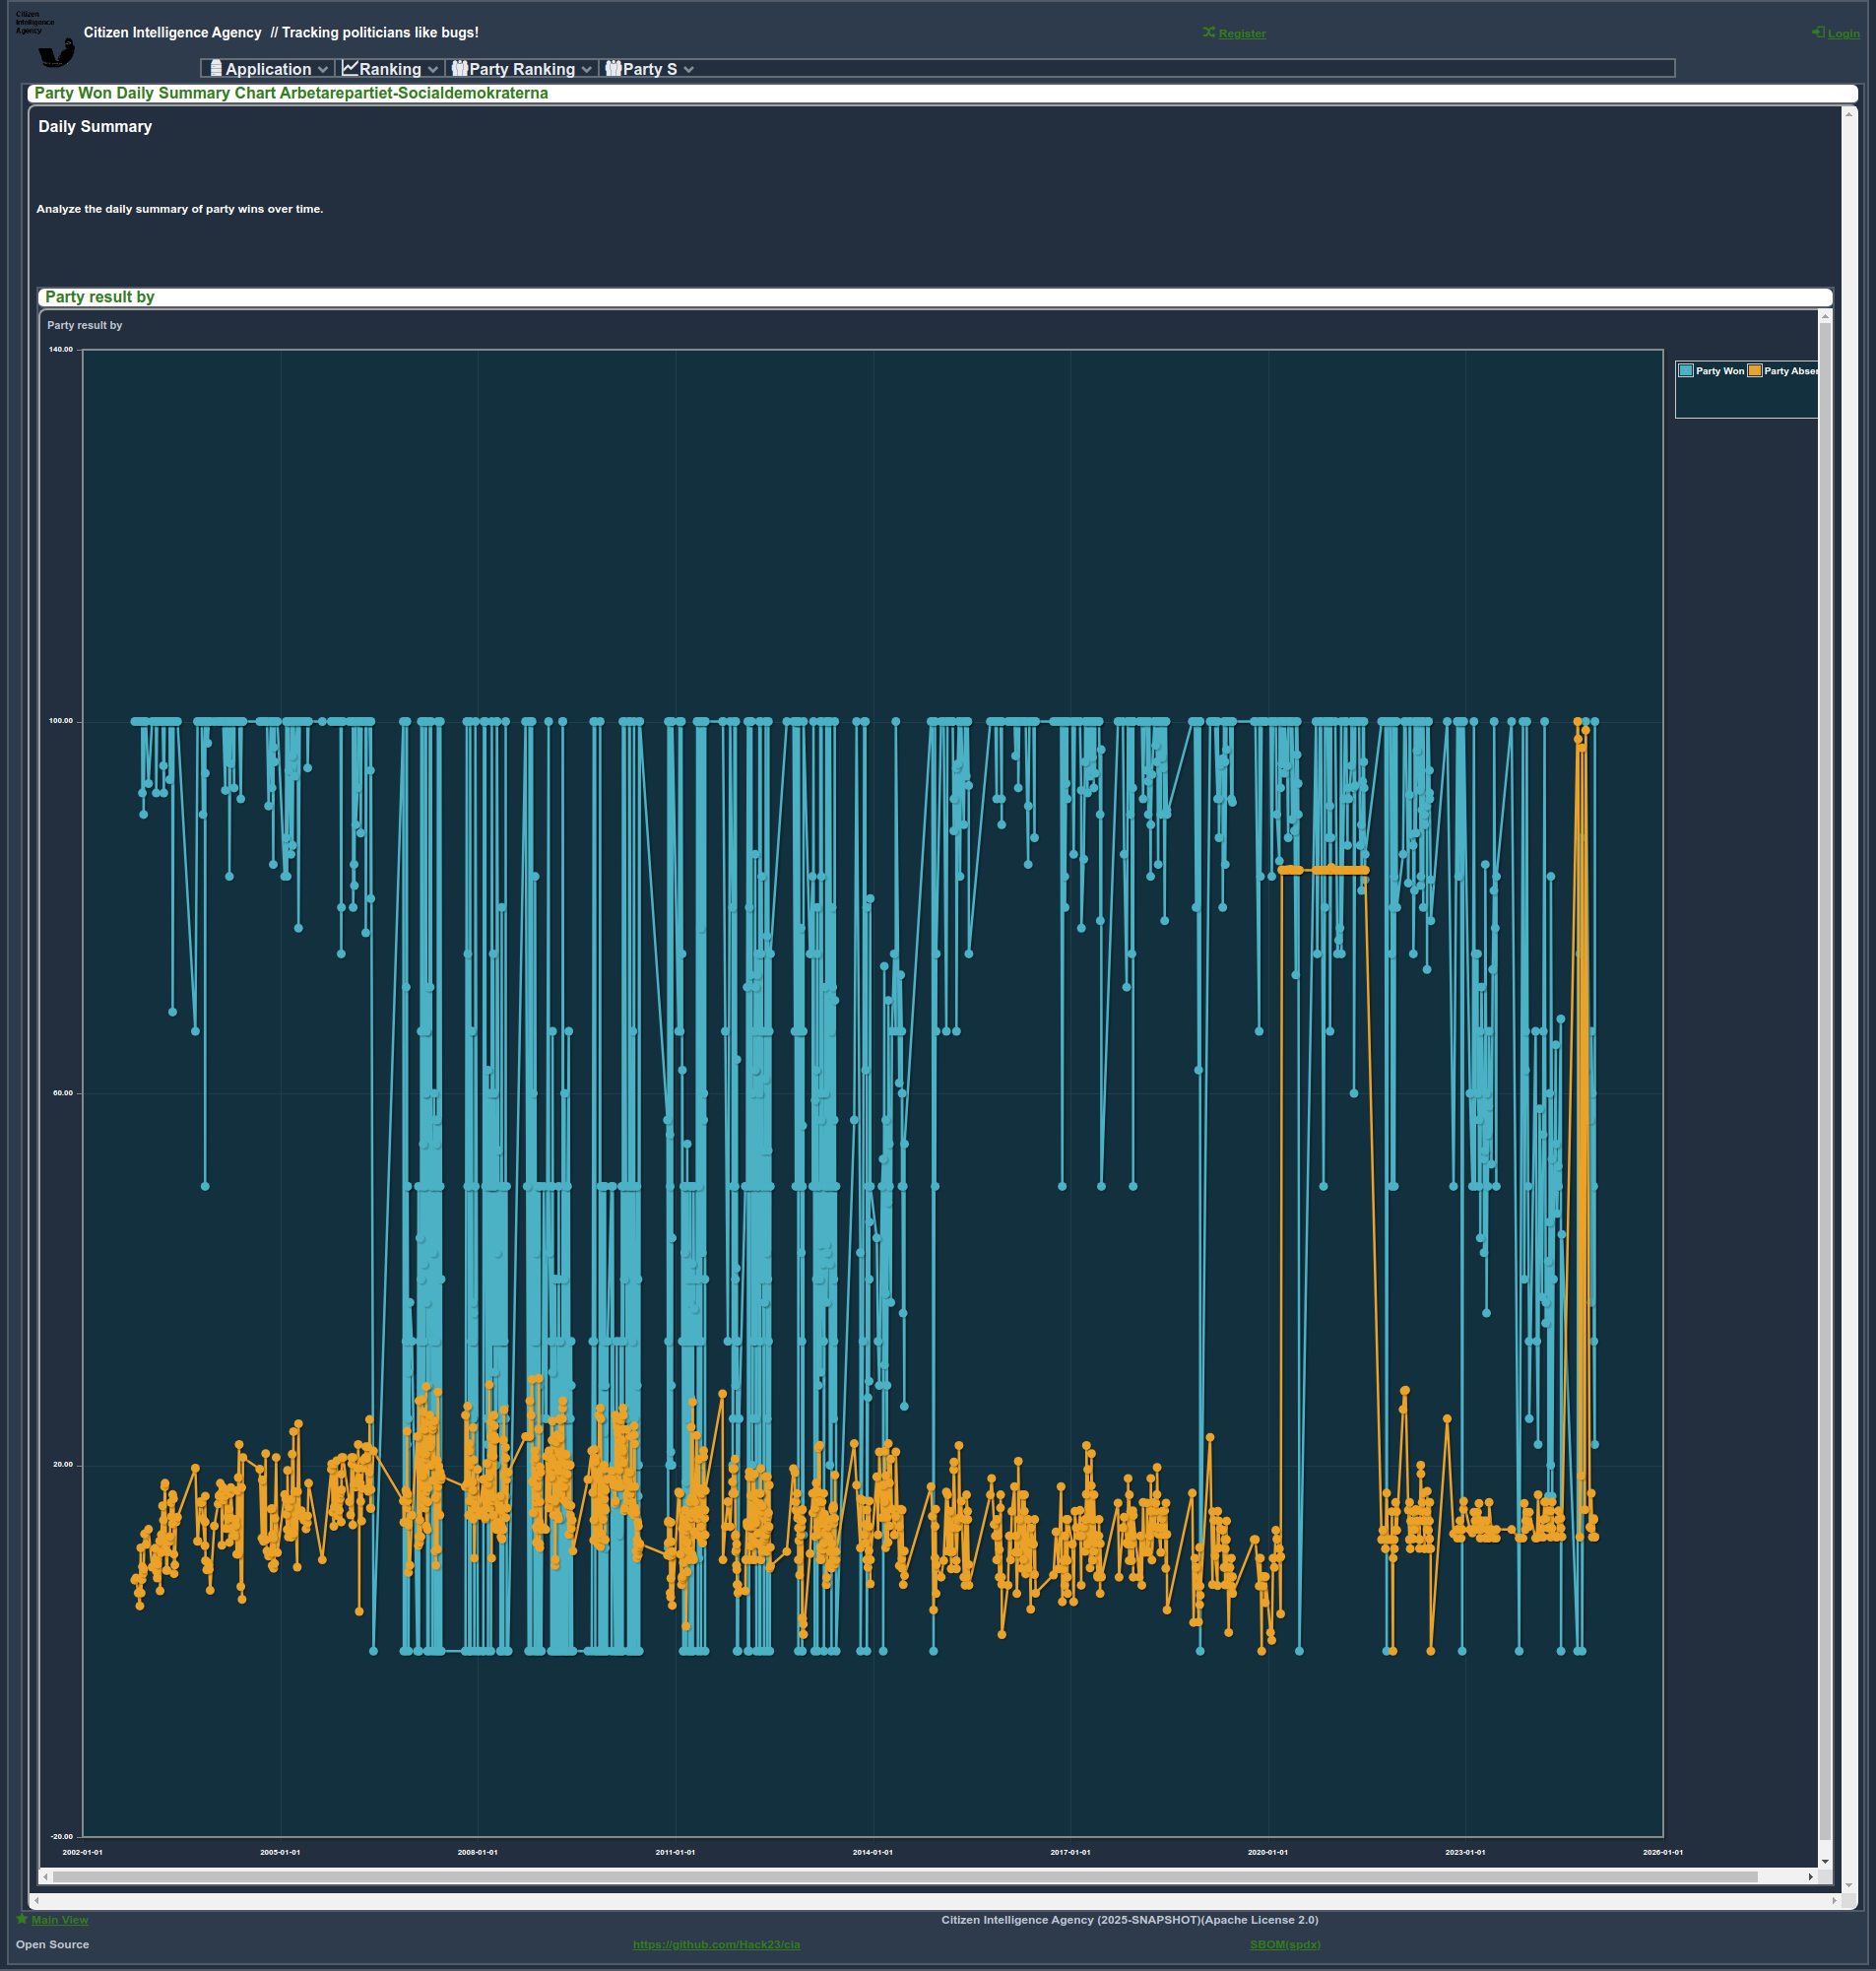 Citizen
Intelligence
Agency
Citizen Intelligence Agency // Tracking politicians like bugs!
Register
Login
Application
Ranking
Party Ranking
Party S
Party Won Daily Summary Chart Arbetarepartiet-Socialdemokraterna
Daily Summary
Analyze the daily summary of party wins over time.
Party result by
Party result by
140.00
Party Won
Party Absen
100.00
60.00
20.00
-20.00
2002-01-01
2005-01-01
2008-01-01
2011-01-01
2014-01-01
2017-01-01
2020-01-01
2023-01-01
2026-01-01
Main View
Citizen Intelligence Agency (2025-SNAPSHOT)(Apache License 2.0)
Open Source
https://github.com/Hack23/cia
SBOM(spdx)